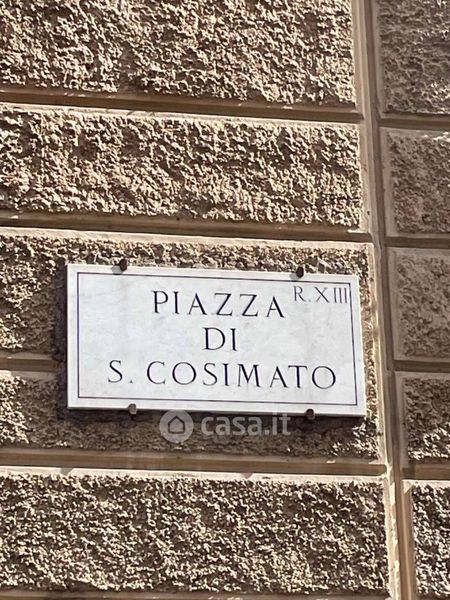 PIAZZA R. XIII
DI
S. COSIMATO
casa.it